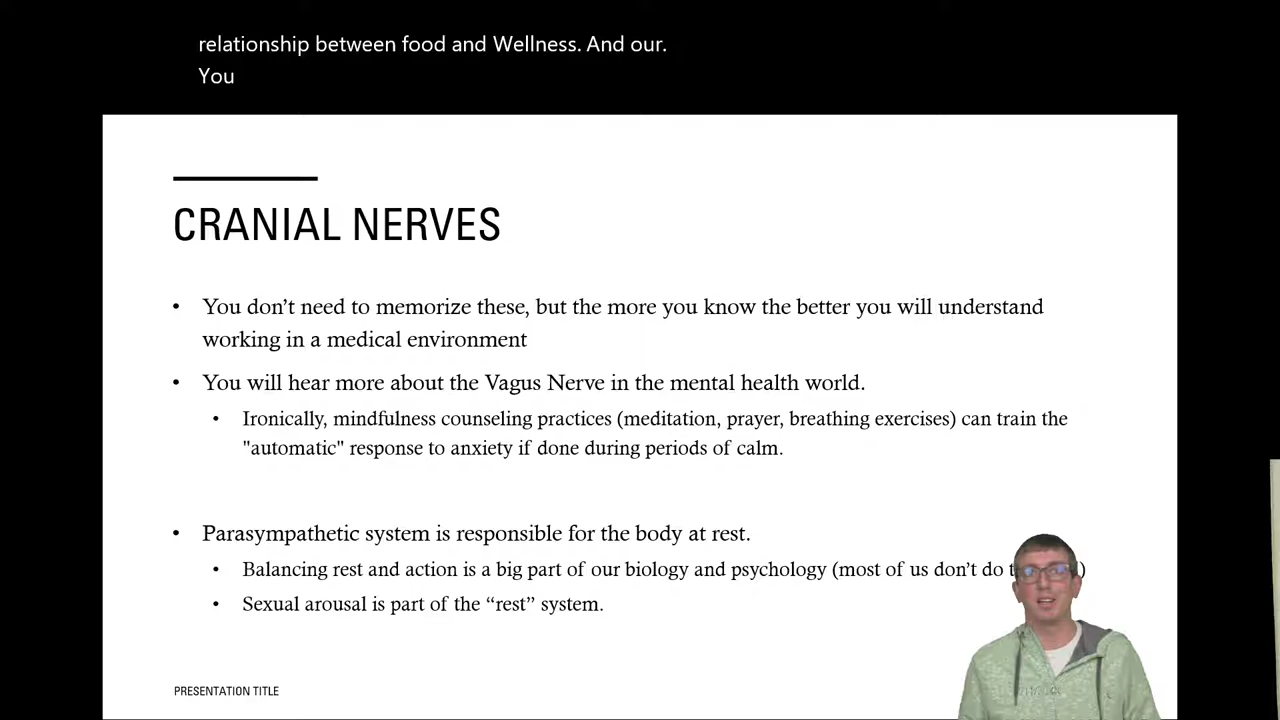 relationship between food and Wellness. And our.
You
CRANIAL NERVES
• You don’t need to memorize these, but the more you know the better you will understand
working in a medical environment
• You will hear more about the Vagus Nerve in the mental health world.
• Ironically, mindfulness counseling practices (meditation, prayer, breathing exercises) can train the
"automatic" response to anxiety if done during periods of calm.
• Parasympathetic system is responsible for the body at rest.
• Balancing rest and action is a big part of our biology and psychology (most of us don’t do )
• Sexual arousal is part of the “rest” system.
PRESENTATION TITLE